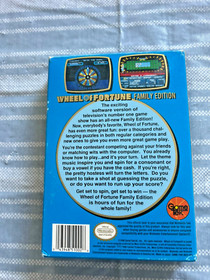 WHEEL OF FORTUNE FAMILY EDITION
The exciting
software version of
television's number one game
show has an all-new Family Edition!
Now, everybody's favorite, Wheel of Fortune,
has even more great fun: over a thousand chal-
lenging puzzles in both regular categories and
new ones to give you even more great game play.
You're the contestant competing against your friends
or matching wits with the computer. You already
know how to play...and it's your turn. Let the theme
music inspire you and spin for a consonant or
buy a vowel if you have the cash. If you're right
the pretty hostess will turn the letters. Do you
want to take a shot at guessing the puzzle,
or do you want to run up your score?
Get set to spin, get set to win — the
Wheel of Fortune Family Edition
is hours of fun for the
whole family!
Game
Tek